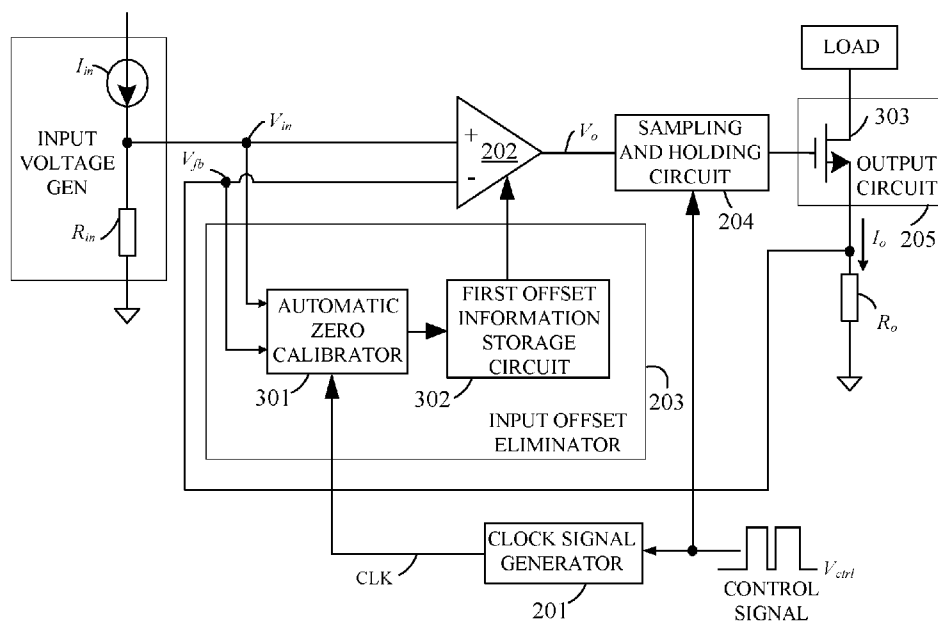 LOAD
I_in
303
V_in
INPUT
VOLTAGE
GEN
V_fb
+
202
-
V_o
SAMPLING
AND HOLDING
CIRCUIT
OUTPUT
CIRCUIT
204
205
R_in
I_o
AUTOMATIC
ZERO
CALIBRATOR
FIRST OFFSET
INFORMATION
STORAGE
CIRCUIT
R_o
301
302
203
INPUT OFFSET
ELIMINATOR
CLOCK SIGNAL
GENERATOR
CLK
201
V_ctrl
CONTROL
SIGNAL